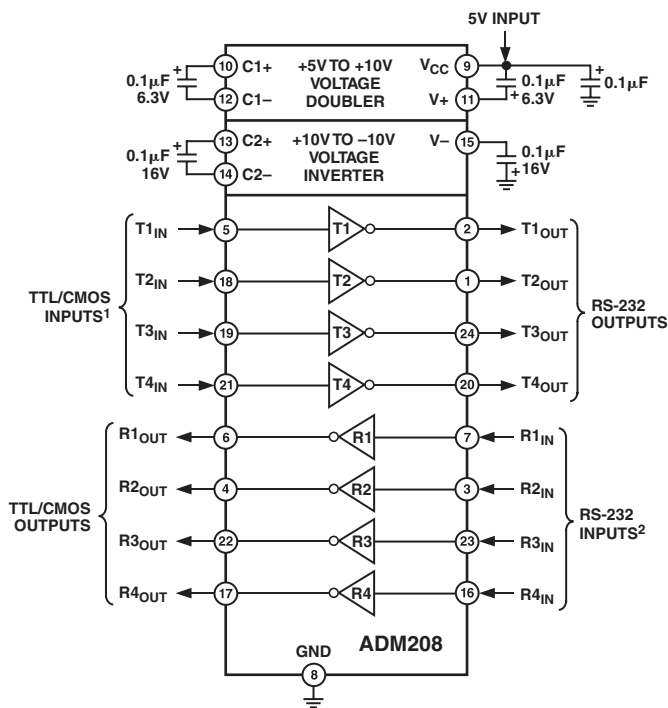 5V INPUT
0.1µF
6.3V
+
10
C1+
12
C1–
+5V TO +10V
VOLTAGE
DOUBLER
VCC
9
V+
11
+
0.1µF
6.3V
+
0.1µF
0.1µF
16V
+
13
C2+
14
C2–
+10V TO –10V
VOLTAGE
INVERTER
V–
15
0.1µF
16V
+
TTL/CMOS
INPUTS1
T1IN 5 T1 2 T1OUT
T2IN 18 T2 1 T2OUT
T3IN 19 T3 24 T3OUT
T4IN 21 T4 20 T4OUT
RS-232
OUTPUTS
TTL/CMOS
OUTPUTS
R1OUT 6 R1 7 R1IN
R2OUT 4 R2 3 R2IN
R3OUT 22 R3 23 R3IN
R4OUT 17 R4 16 R4IN
RS-232
INPUTS2
GND
8
ADM208